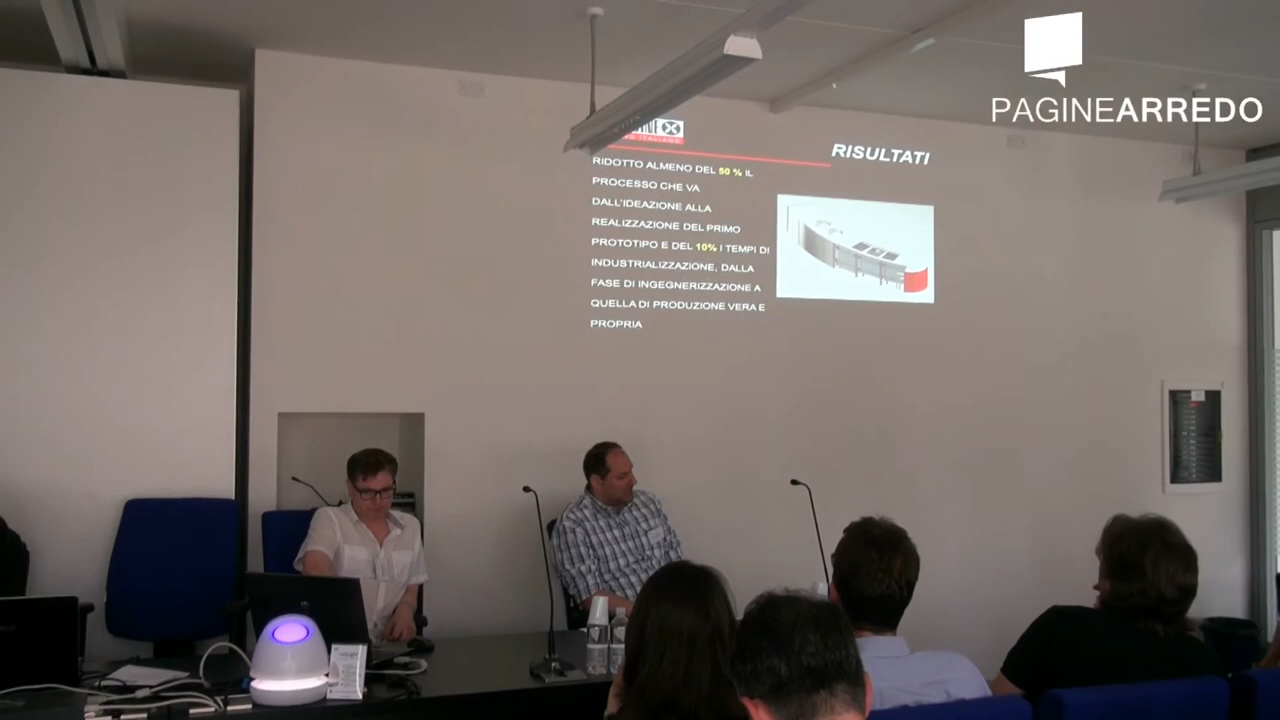 PAGINEARREDO
RISULTATI
RIDOTTO ALMENO DEL 50 % IL
PROCESSO CHE VA
DALL'IDEAZIONE ALLA
REALIZZAZIONE DEL PRIMO
PROTOTIPO E DEL 10% I TEMPI DI
INDUSTRIALIZZAZIONE, DALLA
FASE DI INGEGNERIZZAZIONE A
QUELLA DI PRODUZIONE VERA E
PROPRIA